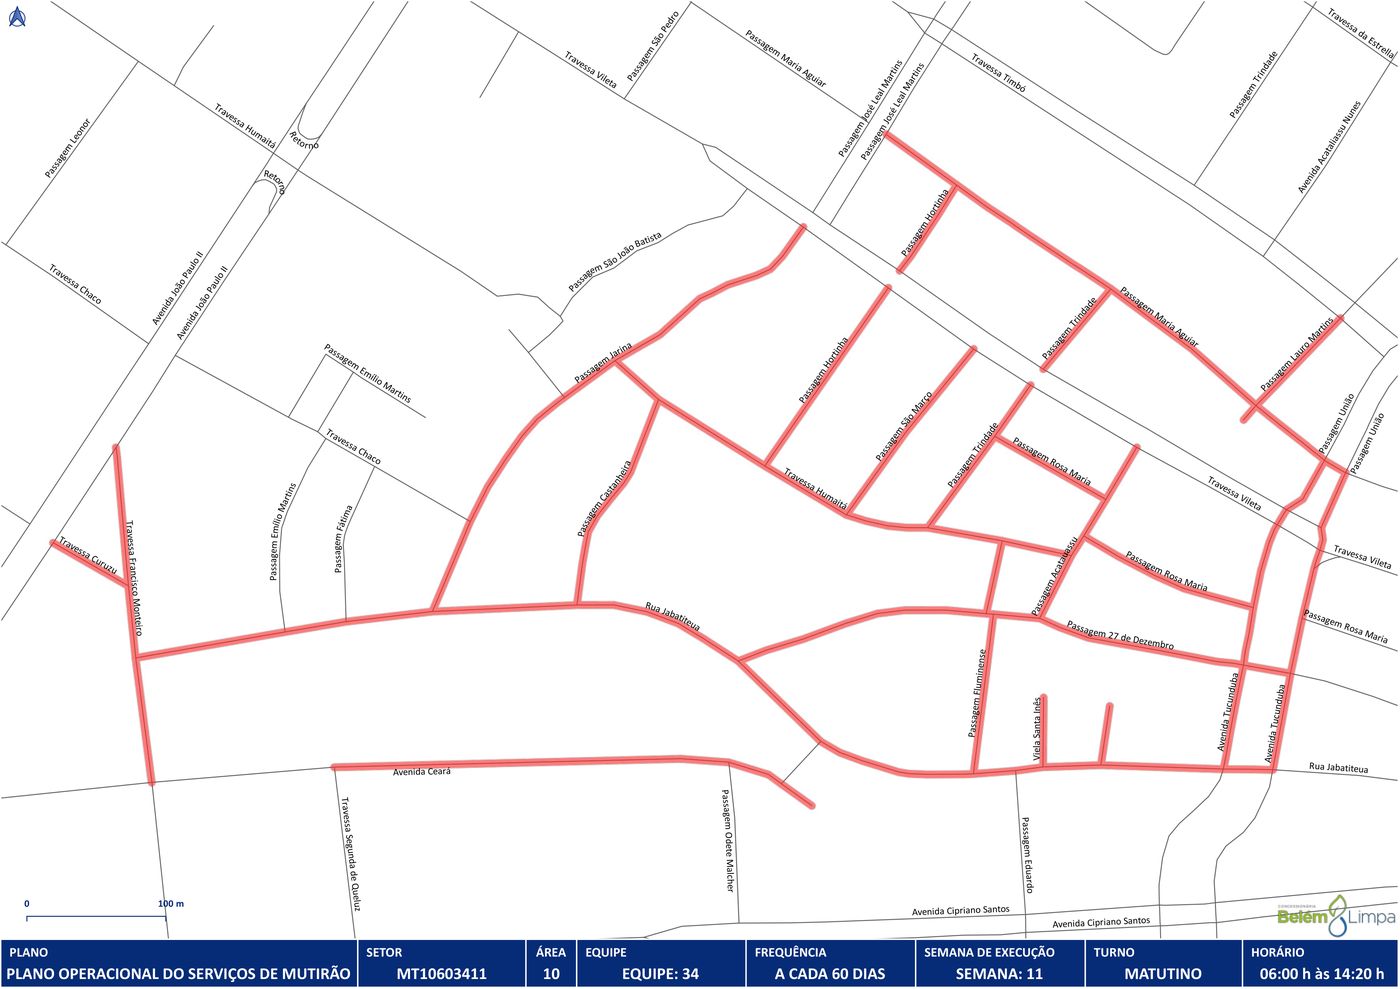 Travessa da Estrella
Passagem São Pedro
Passagem Maria Aguiar
Travessa Vileta
Travessa Timbó
Passagem Trindade
Passagem José Leal Martins
Passagem José Leal Martins
Avenida Acataliassu Nunes
Passagem Leonor
Travessa Humaitá
Retorno
Retorno
Passagem Hortinha
Passagem São João Batista
Travessa Chaco
Avenida João Paulo II
Avenida João Paulo II
Passagem Trindade
Passagem Maria Aguiar
Passagem Lauro Martins
Passagem Jarina
Passagem Emílio Martins
Passagem Hortinha
Passagem São Março
Passagem União
Passagem União
Travessa Chaco
Passagem Trindade
Passagem Rosa Maria
Passagem Castanheira
Travessa Humaitá
Travessa Vileta
Passagem Emílio Martins
Passagem Fátima
Travessa Francisco Monteiro
Travessa Curuzu
Passagem Acatauassu
Passagem Rosa Maria
Travessa Vileta
Rua Jabatiteua
Passagem 27 de Dezembro
Passagem Rosa Maria
Passagem Fluminense
Viela Santa Inês
Avenida Tucunduba
Avenida Tucunduba
Avenida Ceará
Rua Jabatiteua
Travessa Segunda de Queluz
Passagem Odete Malcher
Passagem Eduardo
Avenida Cipriano Santos
Avenida Cipriano Santos
0 100 m
CONCESSIONÁRIA
Belém Limpa
PLANO
PLANO OPERACIONAL DO SERVIÇOS DE MUTIRÃO
SETOR
MT10603411
ÁREA
10
EQUIPE
EQUIPE: 34
FREQUÊNCIA
A CADA 60 DIAS
SEMANA DE EXECUÇÃO
SEMANA: 11
TURNO
MATUTINO
HORÁRIO
06:00 h às 14:20 h